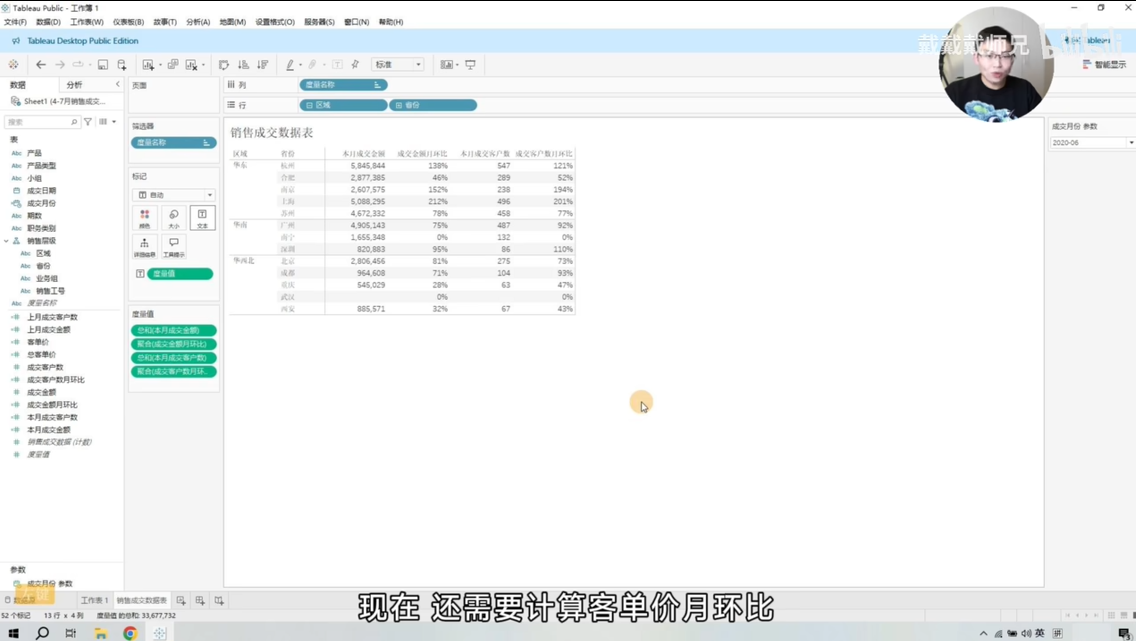 Tableau Public - 工作簿 1
文件(F) 数据(D) 工作表(W) 仪表板(B) 故事(T) 分析(A) 地图(M) 设置格式(O) 服务器(S) 窗口(N) 帮助(H)
Tableau Desktop Public Edition
戴戴戴师兄
标准
智能显示
数据 分析
页面
列 度量名称
行 区域 省份
Sheet1 (4-7月销售成交...
搜索
表
Abc 产品
Abc 产品类型
Abc 小组
成交日期
成交月份
Abc 期数
Abc 职务类别
销售层级
Abc 区域
Abc 省份
Abc 业务组
Abc 销售工号
Abc 度量名称
上月成交客户数
上月成交金额
客单价
总客单价
成交客户数
成交客户数月环比
成交金额
成交金额月环比
本月成交客户数
本月成交金额
销售成交数据 (计数)
度量值
参数
成交月份 参数
筛选器
度量名称
标记
自动
颜色 大小 文本
详细信息 工具提示
度量值
度量值
总和(本月成交金额)
聚合(成交金额月环比)
总和(本月成交客户数)
聚合(成交客户数月环..
销售成交数据表
区域 省份 本月成交金额 成交金额月环比 本月成交客户数 成交客户数月环比
华东 杭州 5,845,844 138% 547 121%
合肥 2,877,385 46% 289 52%
南京 2,607,575 152% 238 194%
上海 5,088,295 212% 496 201%
苏州 4,672,332 78% 458 77%
华南 广州 4,905,143 75% 487 92%
南宁 1,655,348 0% 132 0%
深圳 820,883 95% 86 110%
华西北 北京 2,806,456 81% 275 73%
成都 964,608 71% 104 93%
重庆 545,029 28% 63 47%
武汉 0% 0%
西安 885,571 32% 67 43%
成交月份 参数
2020-06
工作表 1 销售成交数据表
52 个标记 13 行 x 4 列 度量值 的总和: 33,677,732
现在 还需要计算客单价月环比
英 拼